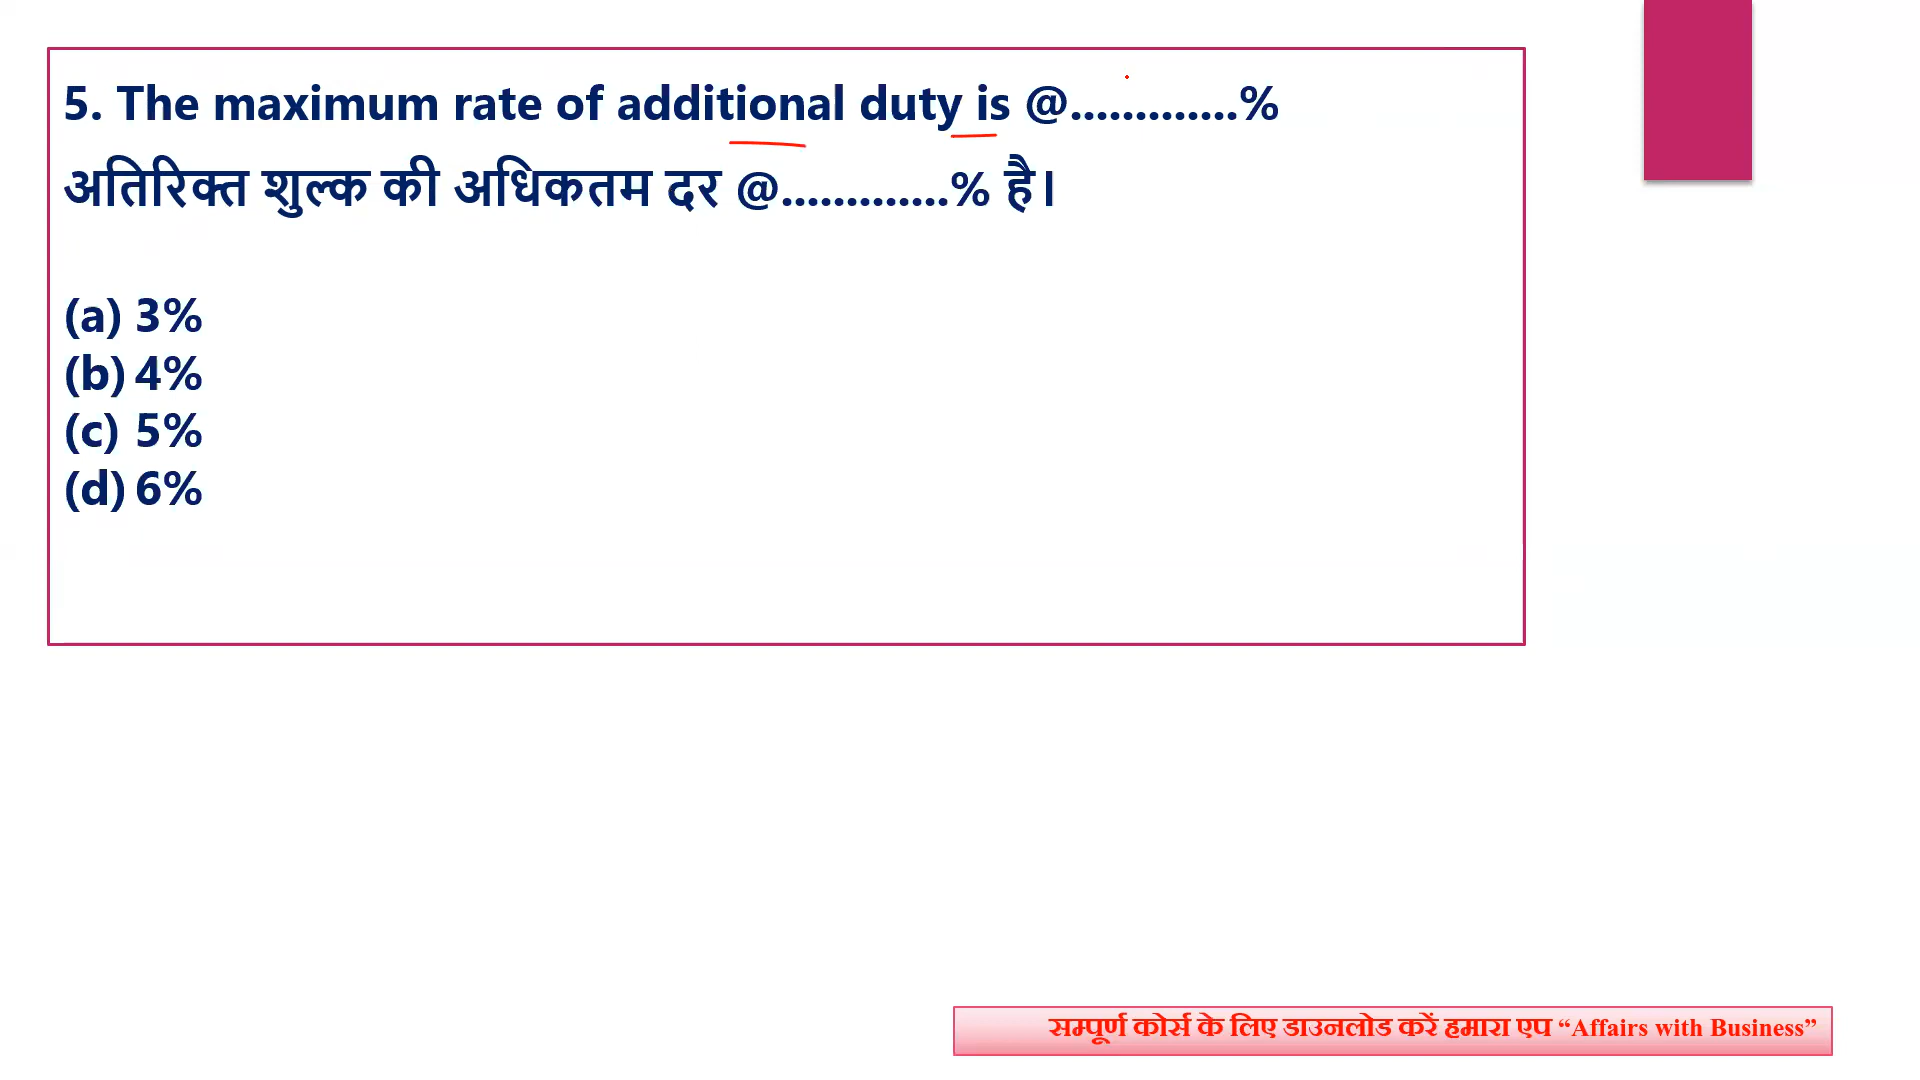 5. The maximum rate of additional duty is @.............%
अतिरिक्त शुल्क की अधिकतम दर @.............% है।
(a) 3%
(b) 4%
(c) 5%
(d) 6%
सम्पूर्ण कोर्स के लिए डाउनलोड करें हमारा एप “Affairs with Business”